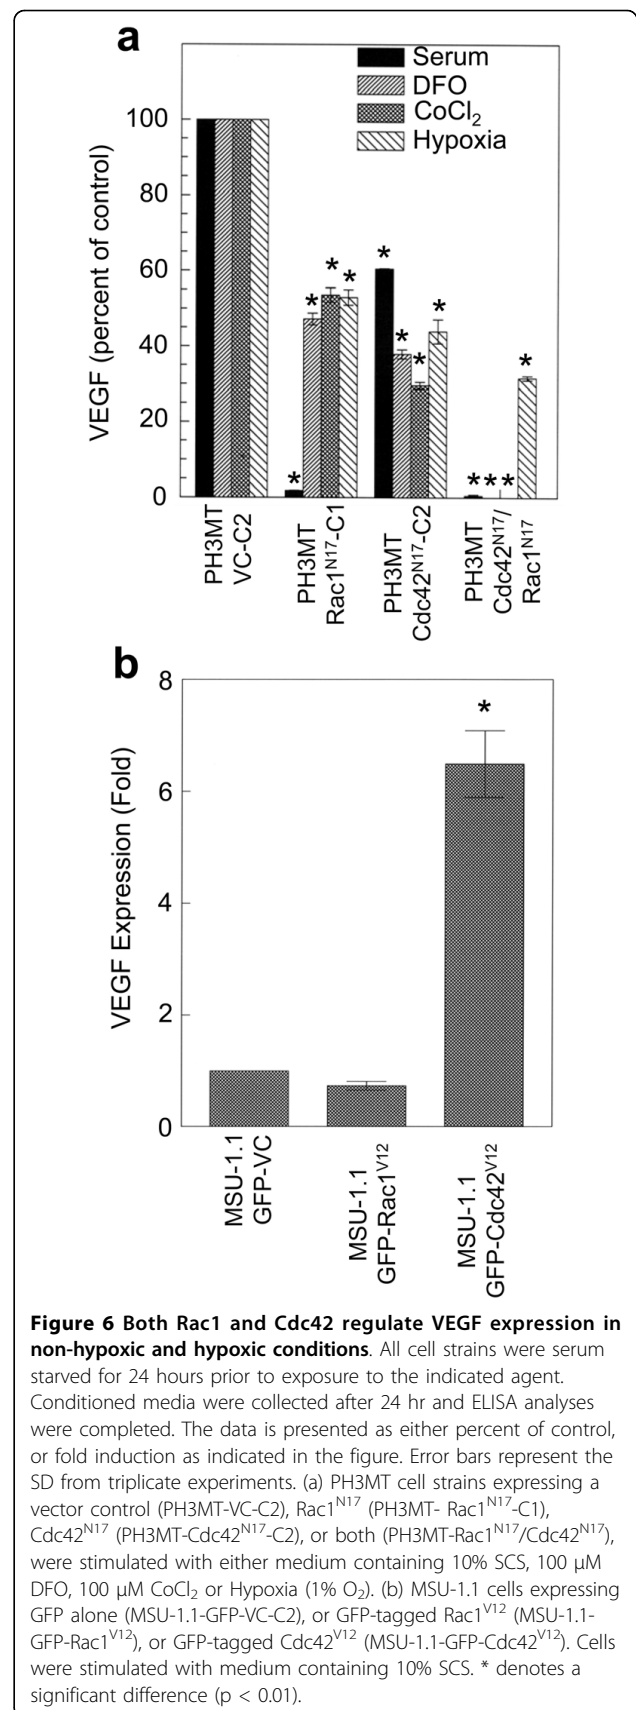 a
Serum
DFO
CoCl₂
Hypoxia
VEGF (percent of control)
100
80
60
40
20
0
* * * *
* * * *
* * * * *
PH3MT
VC-C2
PH3MT
Rac1ᴺ¹⁷-C1
PH3MT
Cdc42ᴺ¹⁷-C2
PH3MT
Cdc42ᴺ¹⁷/
Rac1ᴺ¹⁷
b
VEGF Expression (Fold)
8
6
4
2
0
*
MSU-1.1
GFP-VC
MSU-1.1
GFP-Rac1ⱽ¹²
MSU-1.1
GFP-Cdc42ⱽ¹²
Figure 6 Both Rac1 and Cdc42 regulate VEGF expression in
non-hypoxic and hypoxic conditions. All cell strains were serum
starved for 24 hours prior to exposure to the indicated agent.
Conditioned media were collected after 24 hr and ELISA analyses
were completed. The data is presented as either percent of control,
or fold induction as indicated in the figure. Error bars represent the
SD from triplicate experiments. (a) PH3MT cell strains expressing a
vector control (PH3MT-VC-C2), Rac1ᴺ¹⁷ (PH3MT- Rac1ᴺ¹⁷-C1),
Cdc42ᴺ¹⁷ (PH3MT-Cdc42ᴺ¹⁷-C2), or both (PH3MT-Rac1ᴺ¹⁷/Cdc42ᴺ¹⁷),
were stimulated with either medium containing 10% SCS, 100 μM
DFO, 100 μM CoCl₂ or Hypoxia (1% O₂). (b) MSU-1.1 cells expressing
GFP alone (MSU-1.1-GFP-VC-C2), or GFP-tagged Rac1ⱽ¹² (MSU-1.1-
GFP-Rac1ⱽ¹²), or GFP-tagged Cdc42ⱽ¹² (MSU-1.1-GFP-Cdc42ⱽ¹²). Cells
were stimulated with medium containing 10% SCS. * denotes a
significant difference (p < 0.01).